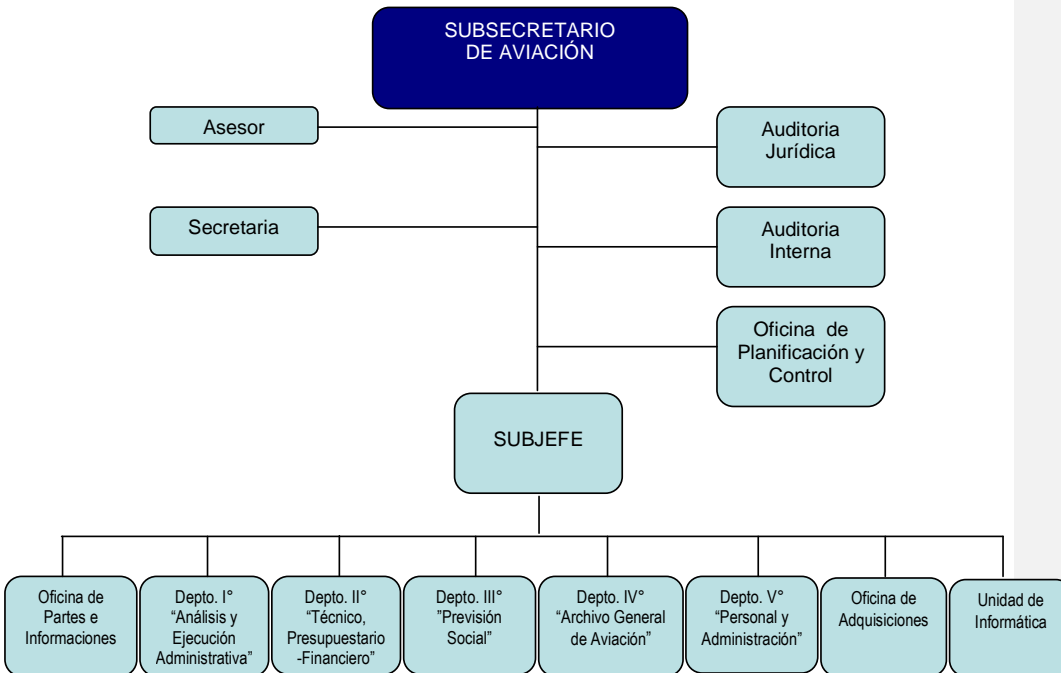 SUBSECRETARIO
DE AVIACIÓN
Asesor
Auditoria
Jurídica
Secretaria
Auditoria
Interna
Oficina de
Planificación y
Control
SUBJEFE
Oficina de
Partes e
Informaciones
Depto. I°
“Análisis y
Ejecución
Administrativa”
Depto. II°
“Técnico,
Presupuestario
-Financiero”
Depto. III°
”Previsión
Social”
Depto. IV°
“Archivo General
de Aviación”
Depto. V°
“Personal y
Administración”
Oficina de
Adquisiciones
Unidad de
Informática